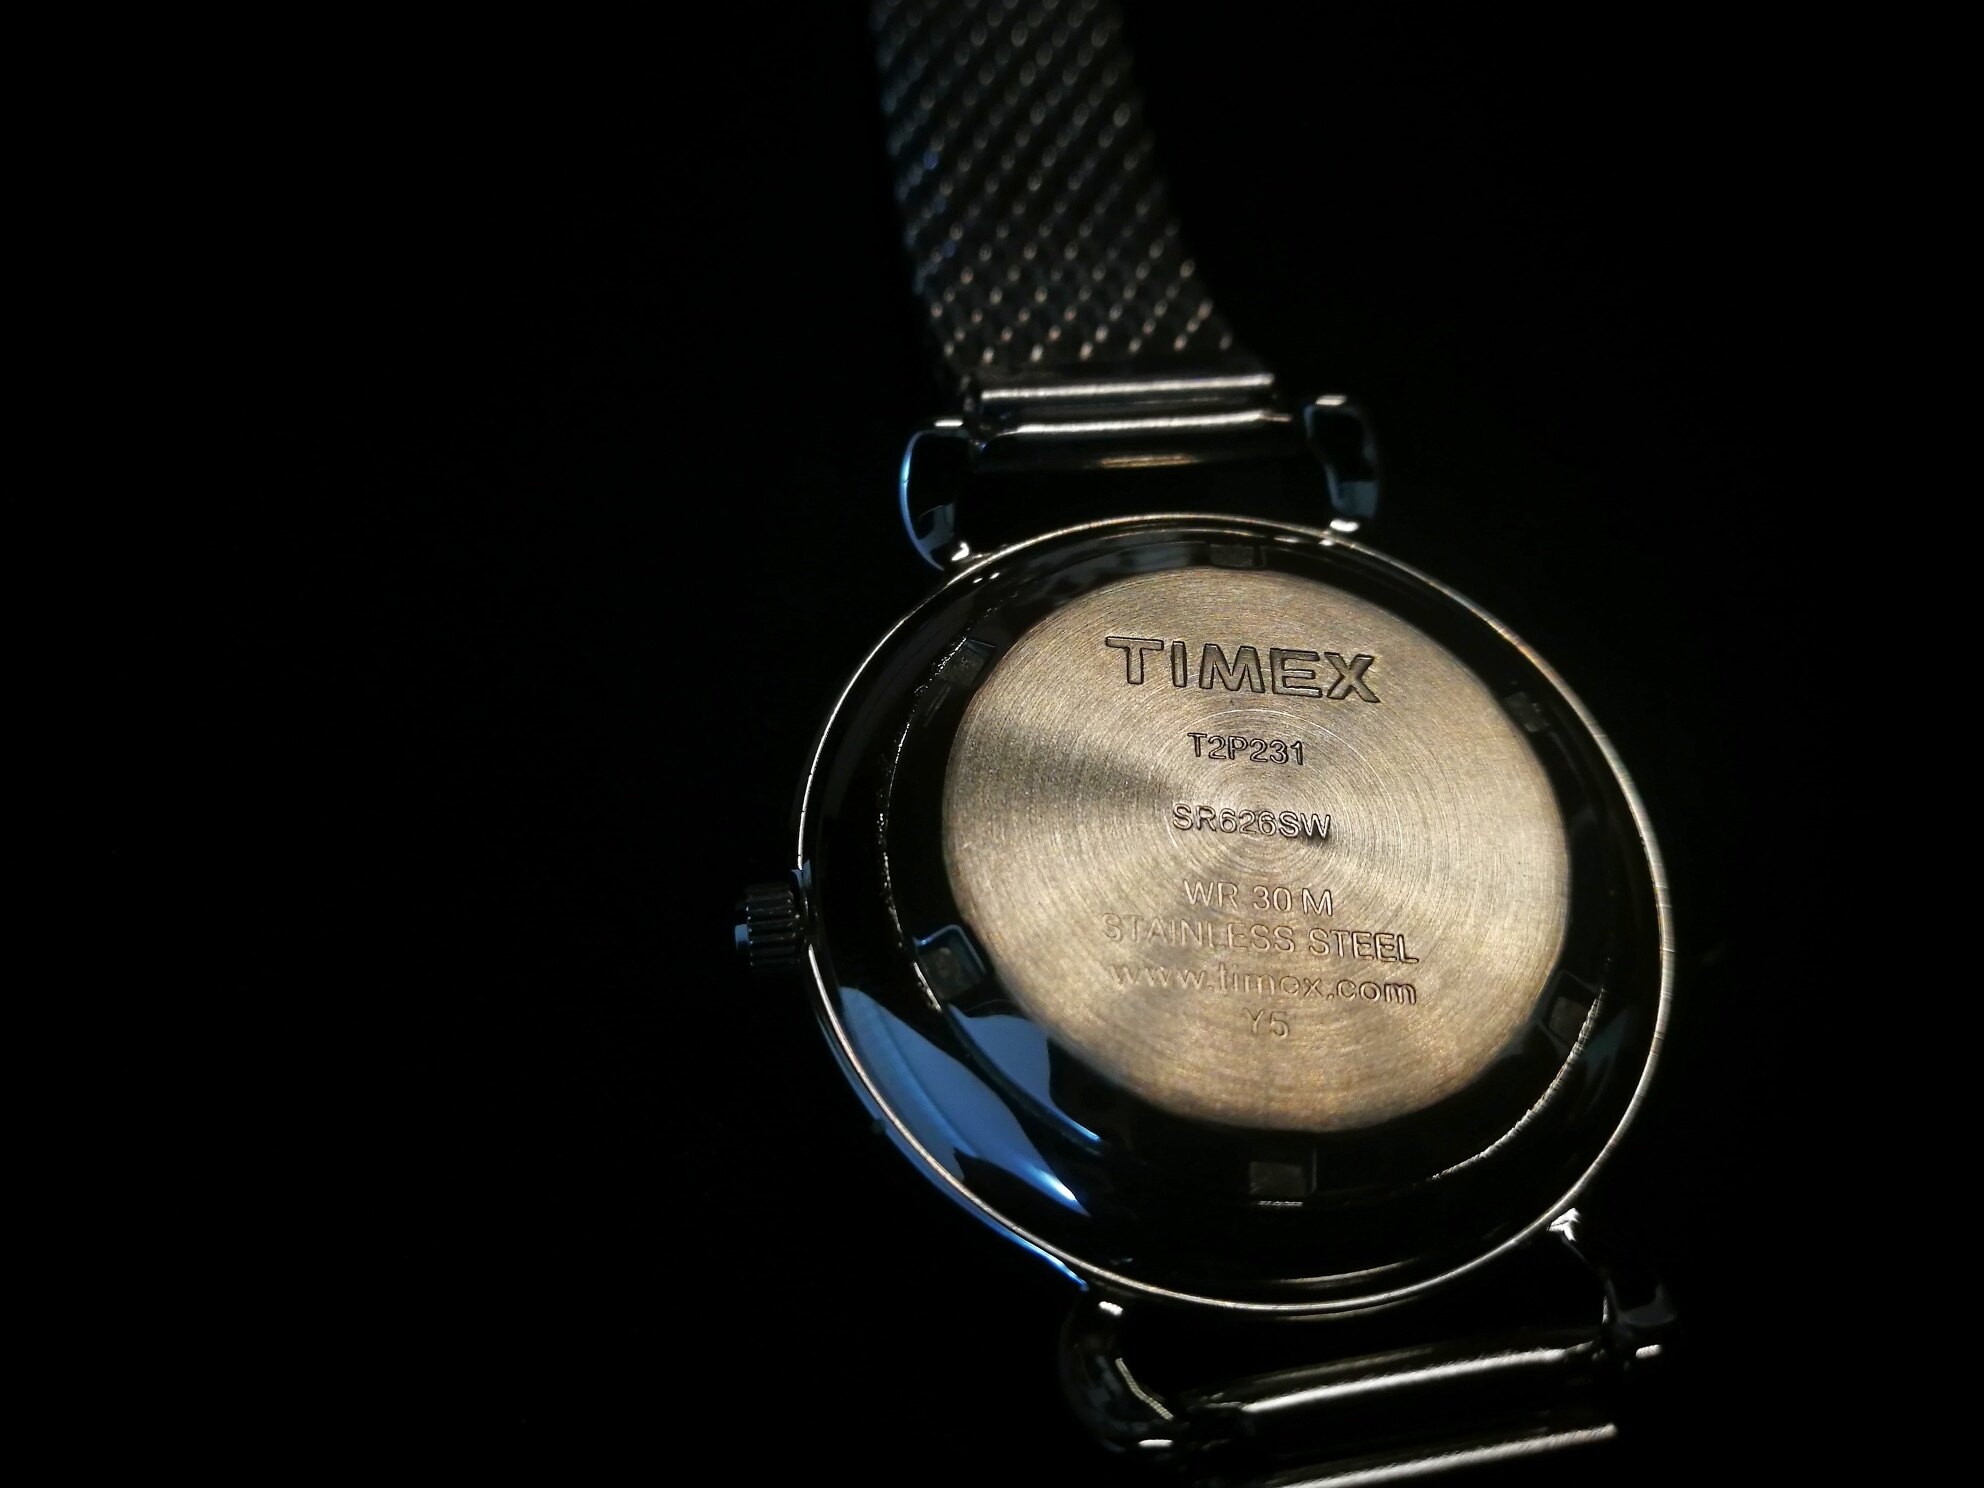 TIMEX
T2P231
SR626SW
WR 30 M
STAINLESS STEEL
www.timex.com
Y5